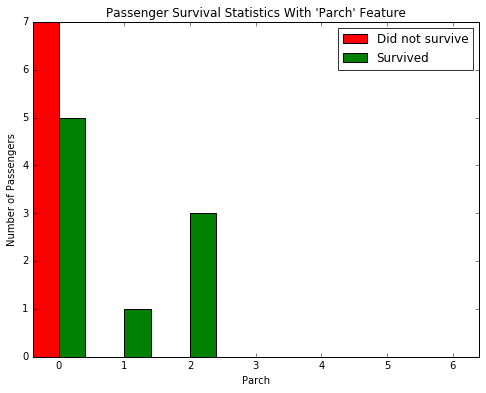 Passenger Survival Statistics With 'Parch' Feature
Did not survive
Survived
Number of Passengers
7
6
5
4
3
2
1
0
0 1 2 3 4 5 6
Parch